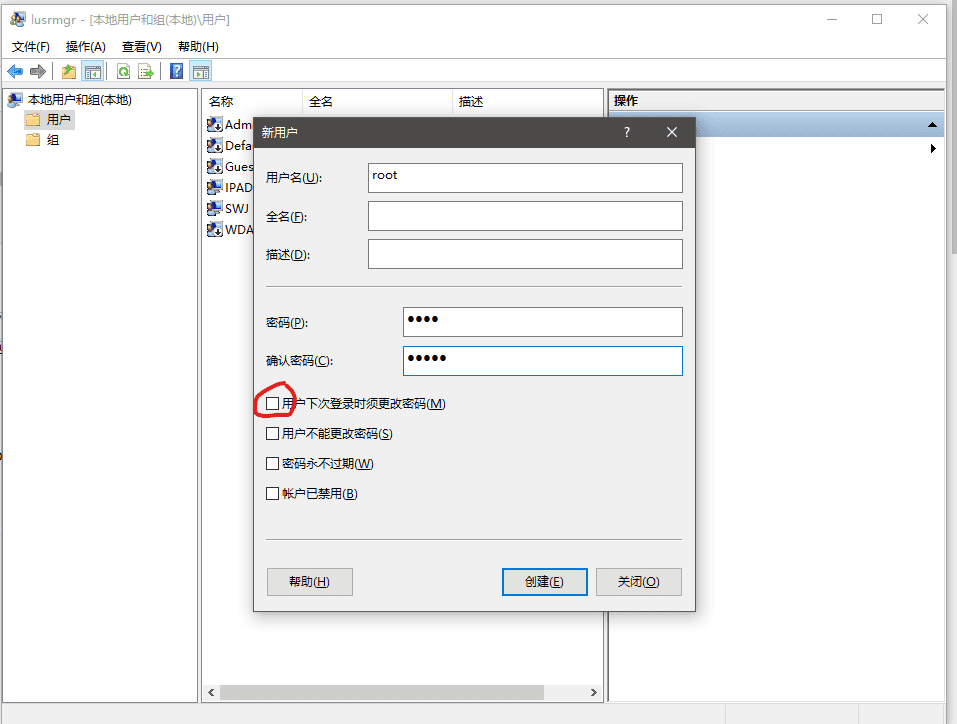 lusrmgr - [本地用户和组(本地)\用户]
文件(F) 操作(A) 查看(V) 帮助(H)
本地用户和组(本地)
用户
组
名称 全名 描述
Adm
Defa
Gues
IPAD
SWJ
WDA
操作
新用户
用户名(U): root
全名(F):
描述(D):
密码(P): ●●●●
确认密码(C): ●●●●●
用户下次登录时须更改密码(M)
用户不能更改密码(S)
密码永不过期(W)
帐户已禁用(B)
帮助(H) 创建(E) 关闭(O)